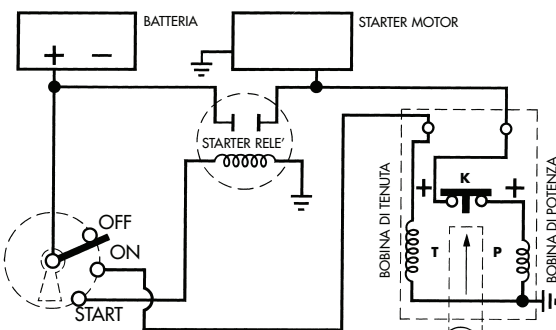 BATTERIA
STARTER MOTOR
+ −
STARTER RELE'
BOBINA DI TENUTA
BOBINA DI POTENZA
K
+ +
T
P
OFF
ON
START